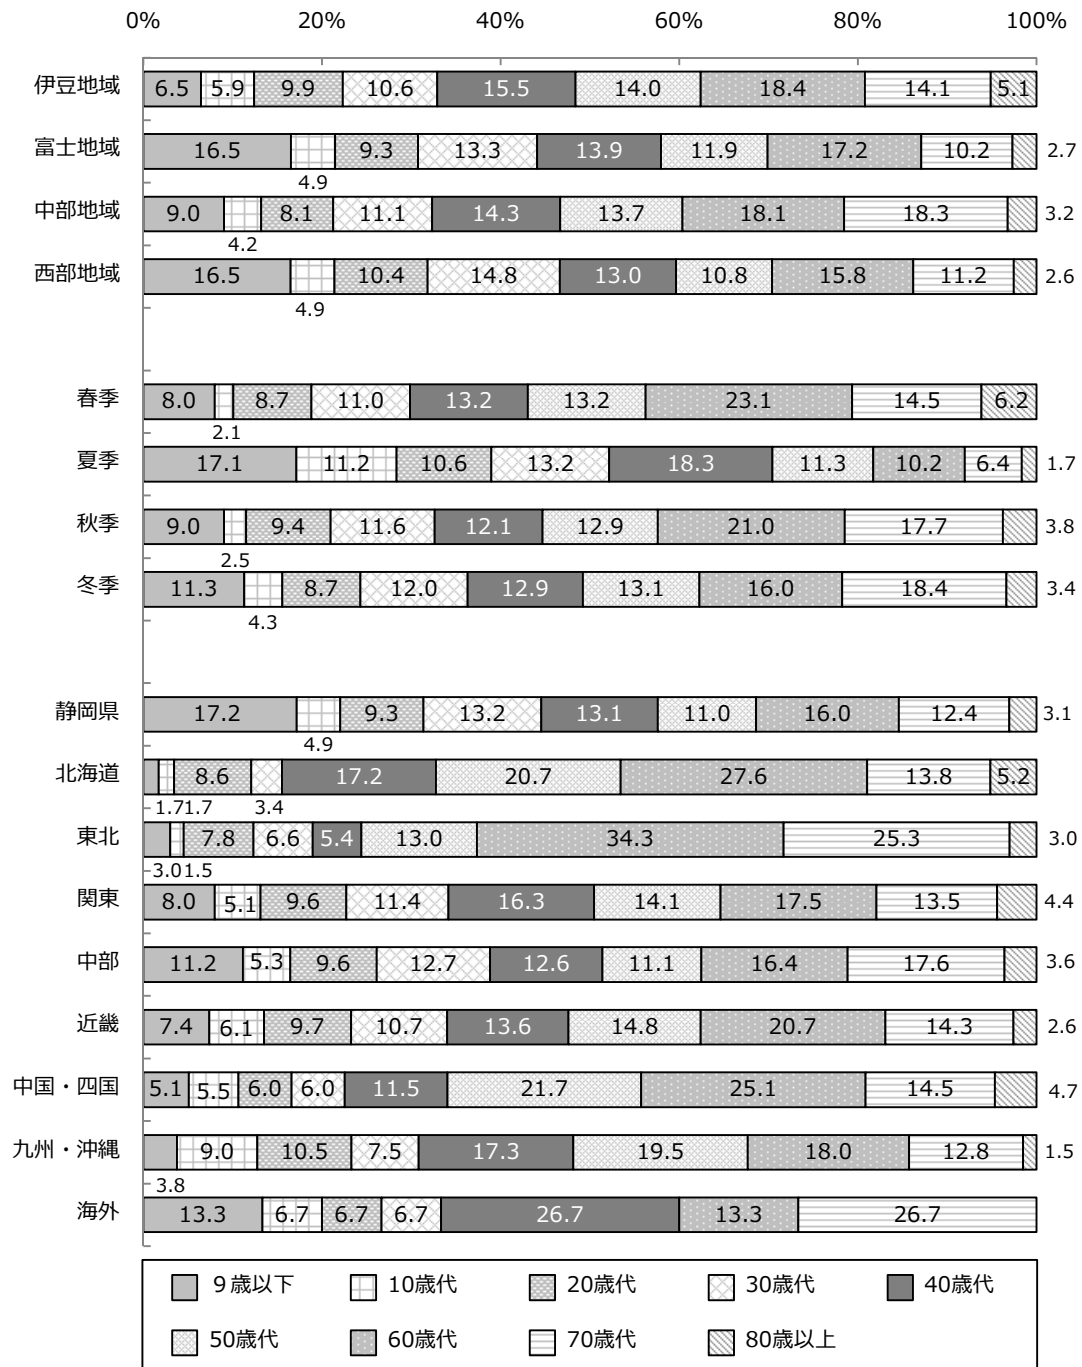 0% 20% 40% 60% 80% 100%
伊豆地域 6.5 5.9 9.9 10.6 15.5 14.0 18.4 14.1 5.1
富士地域 16.5 9.3 13.3 13.9 11.9 17.2 10.2 2.7
4.9
中部地域 9.0 8.1 11.1 14.3 13.7 18.1 18.3 3.2
4.2
西部地域 16.5 10.4 14.8 13.0 10.8 15.8 11.2 2.6
4.9
春季 8.0 8.7 11.0 13.2 13.2 23.1 14.5 6.2
2.1
夏季 17.1 11.2 10.6 13.2 18.3 11.3 10.2 6.4 1.7
秋季 9.0 9.4 11.6 12.1 12.9 21.0 17.7 3.8
2.5
冬季 11.3 8.7 12.0 12.9 13.1 16.0 18.4 3.4
4.3
静岡県 17.2 9.3 13.2 13.1 11.0 16.0 12.4 3.1
4.9
北海道 8.6 17.2 20.7 27.6 13.8 5.2
1.7 1.7 3.4
東北 7.8 6.6 5.4 13.0 34.3 25.3 3.0
3.0 1.5
関東 8.0 5.1 9.6 11.4 16.3 14.1 17.5 13.5 4.4
中部 11.2 5.3 9.6 12.7 12.6 11.1 16.4 17.6 3.6
近畿 7.4 6.1 9.7 10.7 13.6 14.8 20.7 14.3 2.6
中国・四国 5.1 5.5 6.0 6.0 11.5 21.7 25.1 14.5 4.7
九州・沖縄 9.0 10.5 7.5 17.3 19.5 18.0 12.8 1.5
3.8
海外 13.3 6.7 6.7 6.7 26.7 13.3 26.7
９歳以下 10歳代 20歳代 30歳代 40歳代
50歳代 60歳代 70歳代 80歳以上